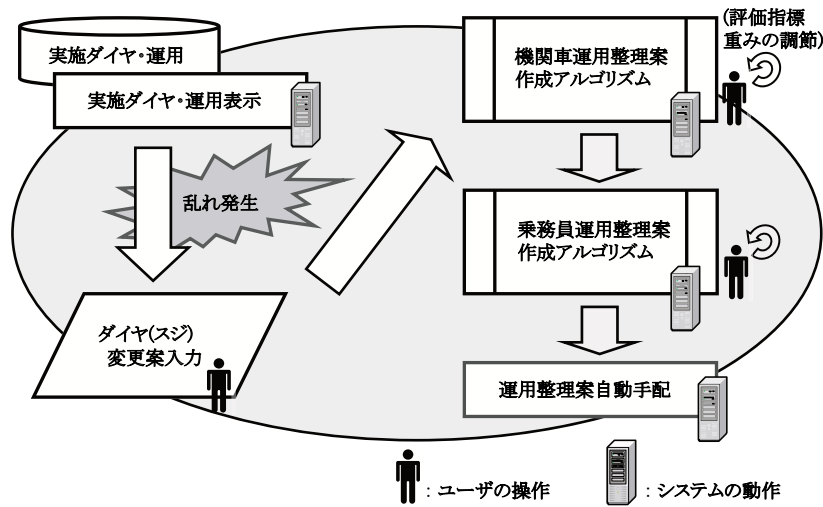 実施ダイヤ・運用
実施ダイヤ・運用表示
乱れ発生
ダイヤ(スジ)
変更案入力
機関車運用整理案
作成アルゴリズム
(評価指標
重みの調節)
乗務員運用整理案
作成アルゴリズム
運用整理案自動手配
：ユーザの操作
：システムの動作